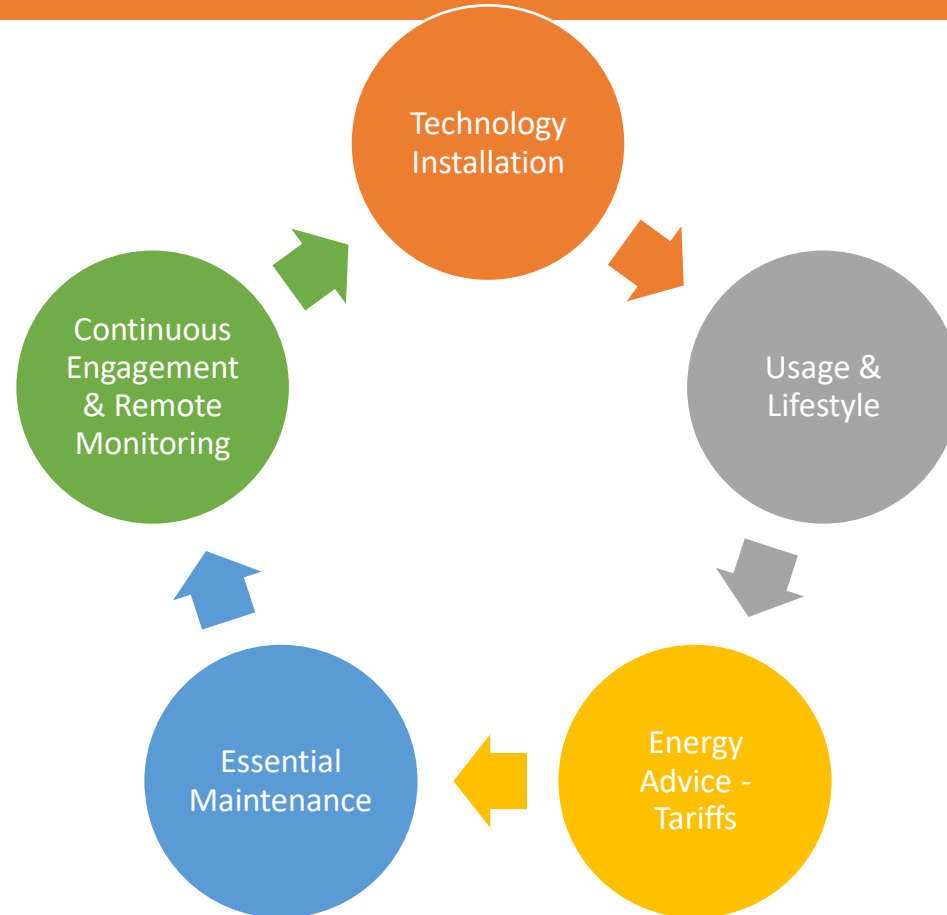 Technology
Installation
Usage &
Lifestyle
Energy
Advice -
Tariffs
Essential
Maintenance
Continuous
Engagement
& Remote
Monitoring